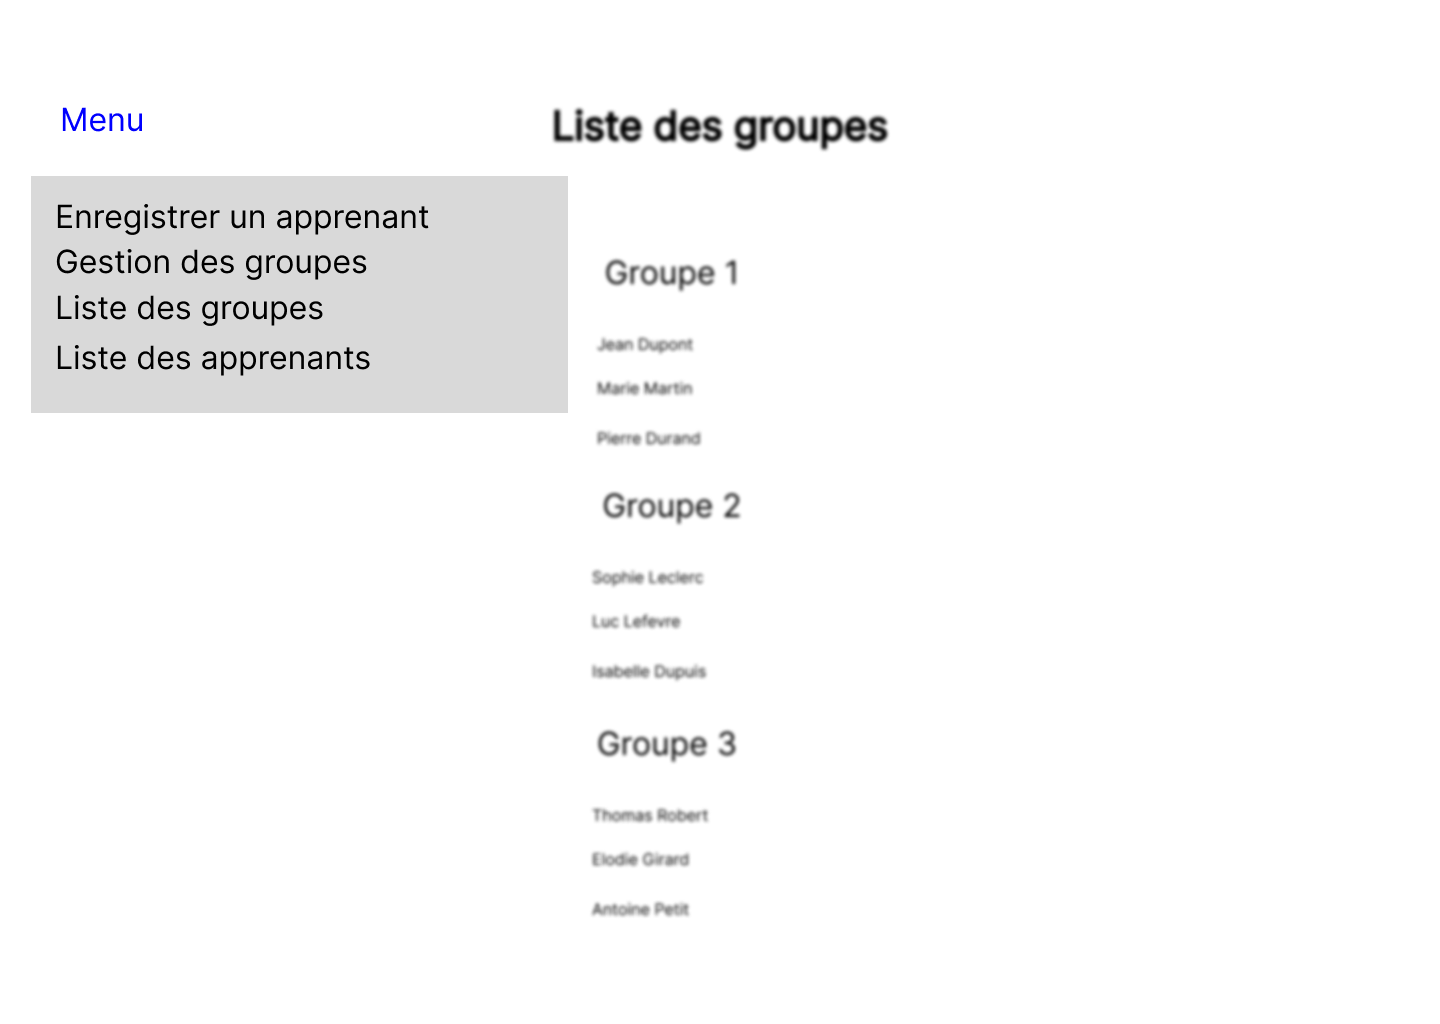 Menu
Liste des groupes
Enregistrer un apprenant
Gestion des groupes
Liste des groupes
Liste des apprenants
Groupe 1
Jean Dupont
Marie Martin
Pierre Durand
Groupe 2
Sophie Leclerc
Luc Lefevre
Isabelle Dupuis
Groupe 3
Thomas Robert
Elodie Girard
Antoine Petit